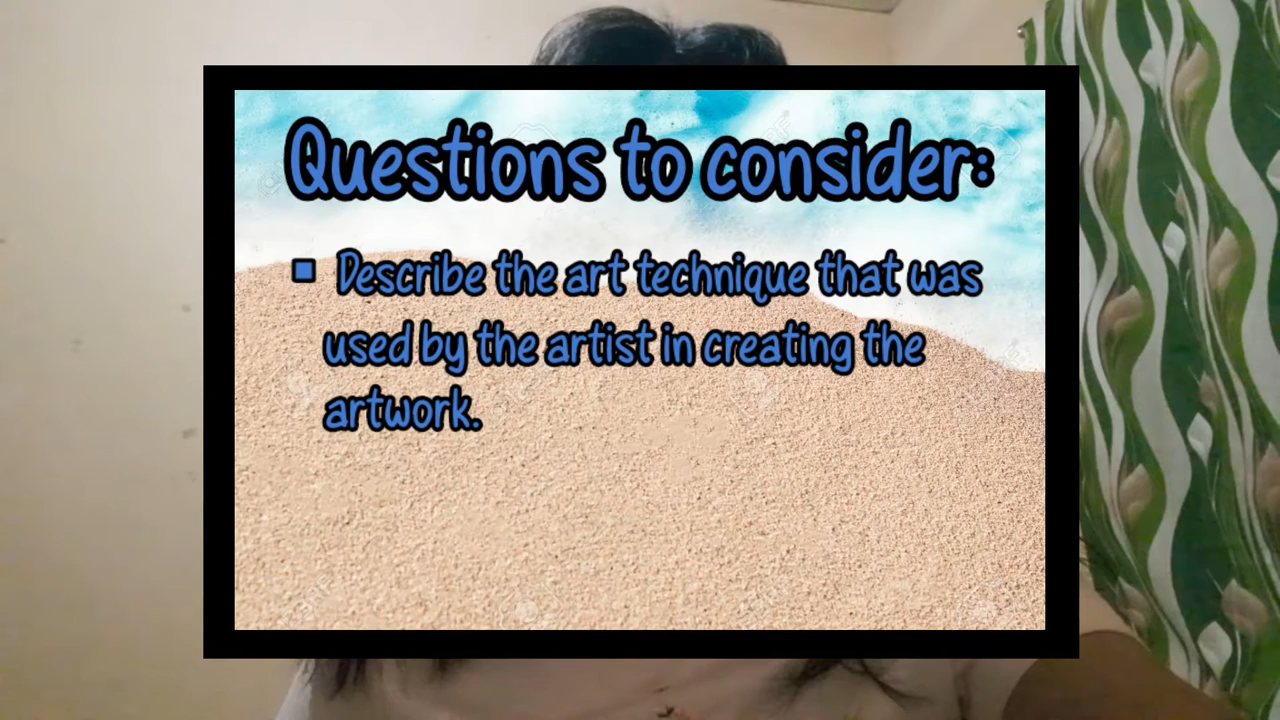 Questions to consider:
▪ Describe the art technique that was
used by the artist in creating the
artwork.